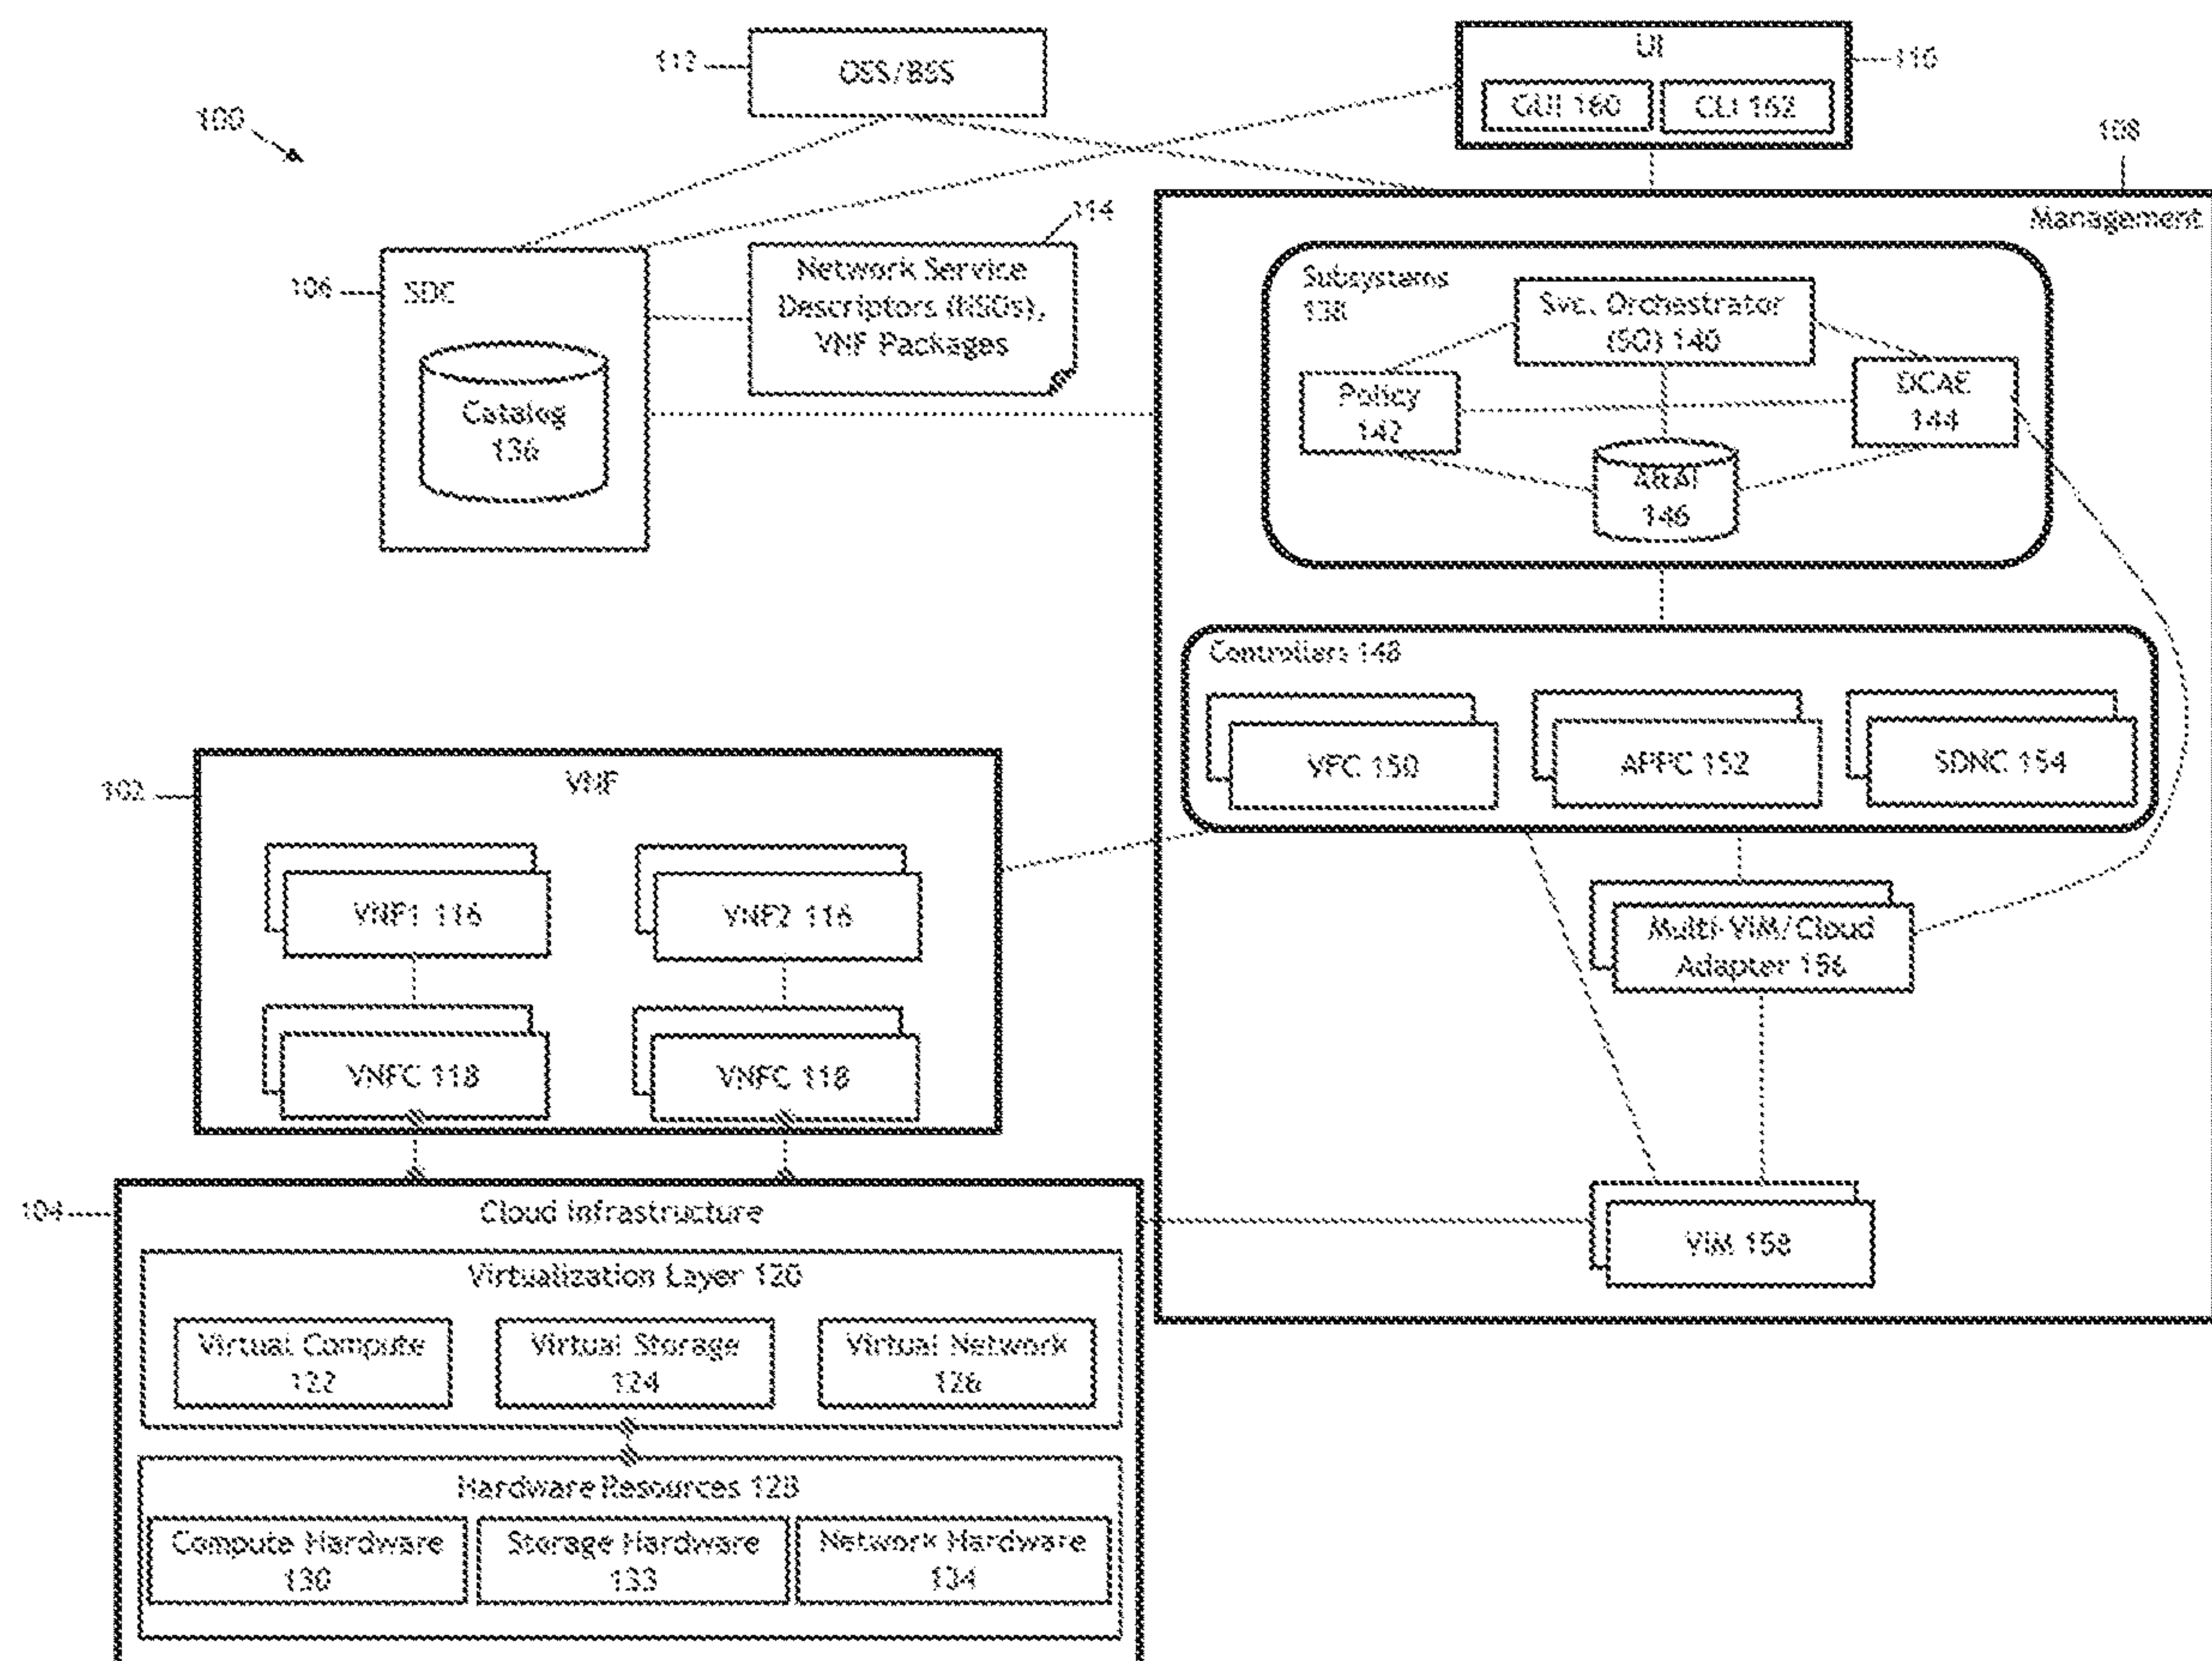 112
OSS/BSS
UI
110
GUI 160
CLI 162
100
108
Management
114
106
SDC
Catalog
136
Network Service
Descriptors (NSDs),
VNF Packages
Subsystems
138
Svc. Orchestrator
(SO) 140
Policy
142
DCAE
144
A&AI
146
Controllers 148
VFC 150
APPC 152
SDNC 154
102
VNF
VNF1 116
VNF2 116
VNFC 118
VNFC 118
Multi-VIM/Cloud
Adapter 156
VIM 158
104
Cloud Infrastructure
Virtualization Layer 120
Virtual Compute
122
Virtual Storage
124
Virtual Network
126
Hardware Resources 128
Compute Hardware
130
Storage Hardware
133
Network Hardware
134